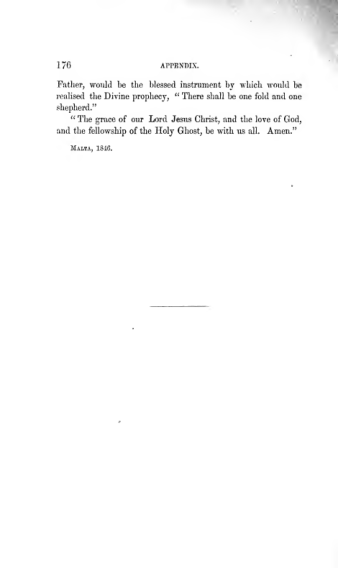 176 APPENDIX.
Father, would be the blessed instrument by which would be
realised the Divine prophecy, “ There shall be one fold and one
shepherd.”
“ The grace of our Lord Jesus Christ, and the love of God,
and the fellowship of the Holy Ghost, be with us all. Amen.”
MALTA, 1846.